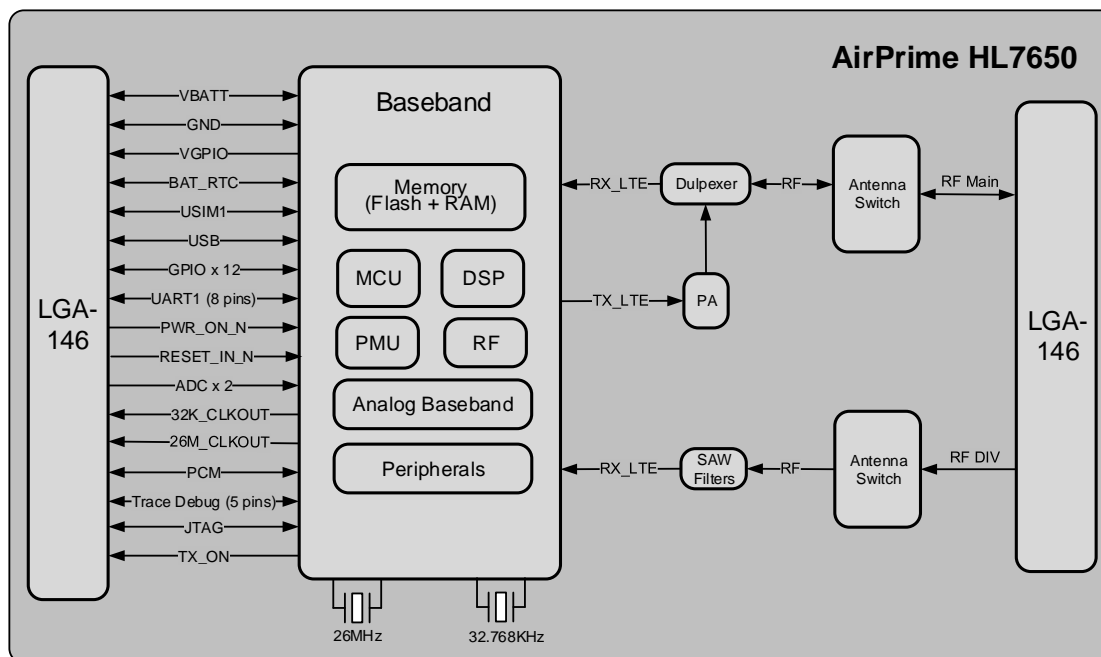 AirPrime HL7650
LGA-
146
VBATT
GND
VGPIO
BAT_RTC
USIM1
USB
GPIO x 12
UART1 (8 pins)
PWR_ON_N
RESET_IN_N
ADC x 2
32K_CLKOUT
26M_CLKOUT
PCM
Trace Debug (5 pins)
JTAG
TX_ON
Baseband
Memory
(Flash + RAM)
MCU
DSP
PMU
RF
Analog Baseband
Peripherals
26MHz
32.768KHz
RX_LTE
Dulpexer
RF
Antenna
Switch
RF Main
TX_LTE
PA
RX_LTE
SAW
Filters
RF
Antenna
Switch
RF DIV
LGA-
146